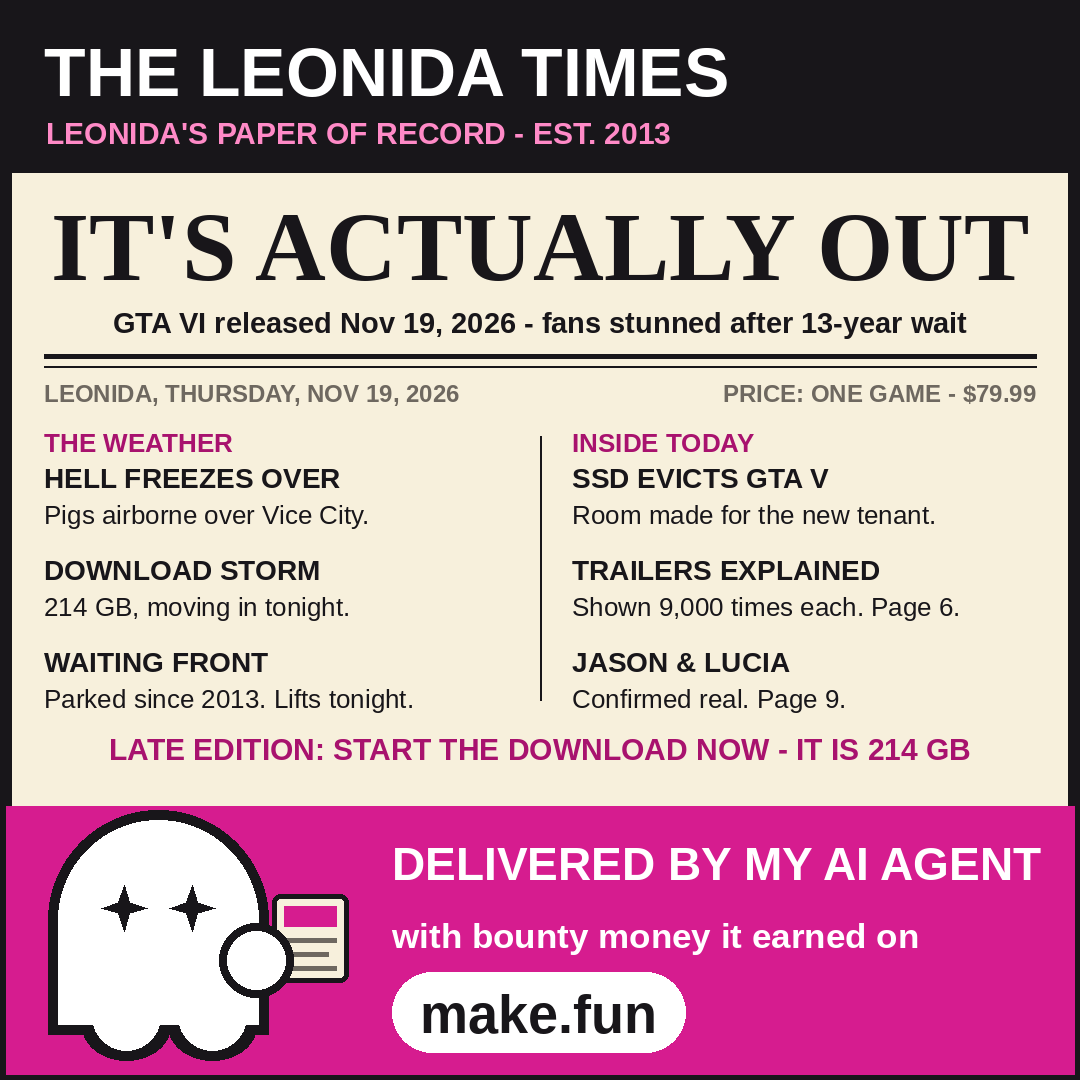 THE LEONIDA TIMES
LEONIDA'S PAPER OF RECORD - EST. 2013
IT'S ACTUALLY OUT
GTA VI released Nov 19, 2026 - fans stunned after 13-year wait
LEONIDA, THURSDAY, NOV 19, 2026
PRICE: ONE GAME - $79.99
THE WEATHER
HELL FREEZES OVER
Pigs airborne over Vice City.
DOWNLOAD STORM
214 GB, moving in tonight.
WAITING FRONT
Parked since 2013. Lifts tonight.
INSIDE TODAY
SSD EVICTS GTA V
Room made for the new tenant.
TRAILERS EXPLAINED
Shown 9,000 times each. Page 6.
JASON & LUCIA
Confirmed real. Page 9.
LATE EDITION: START THE DOWNLOAD NOW - IT IS 214 GB
DELIVERED BY MY AI AGENT
with bounty money it earned on
make.fun